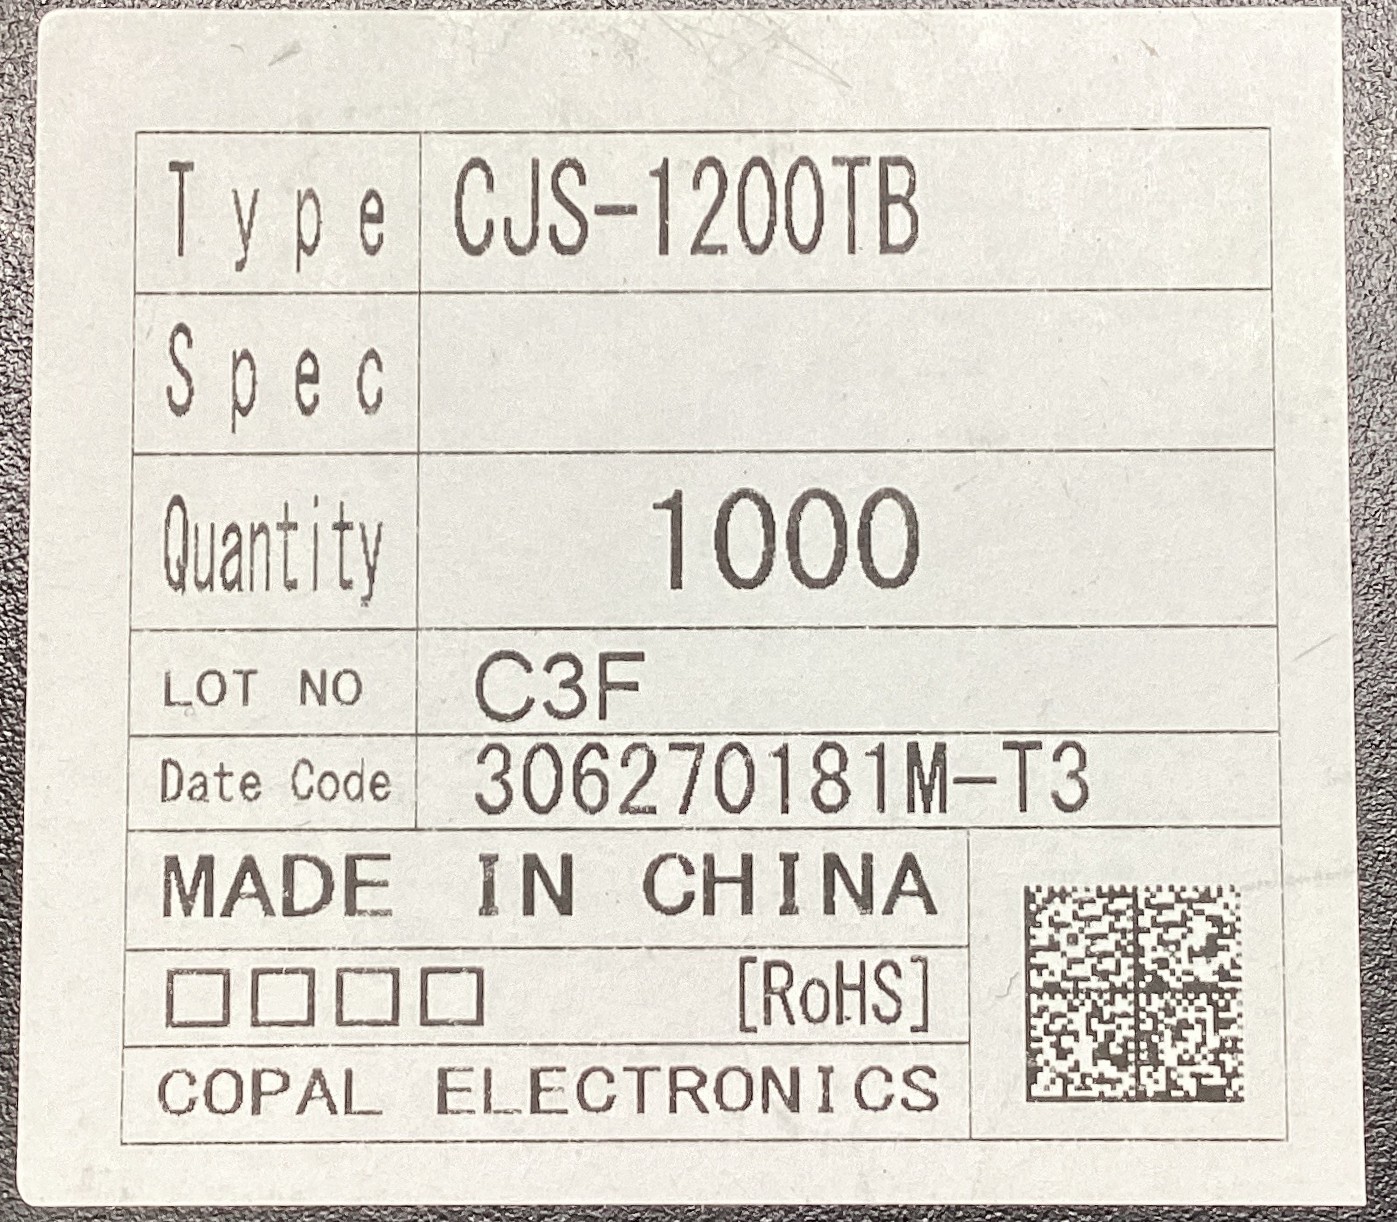 Type CJS-1200TB
Spec
Quantity 1000
LOT NO C3F
Date Code 306270181M-T3
MADE IN CHINA
□□□□ [RoHS]
COPAL ELECTRONICS